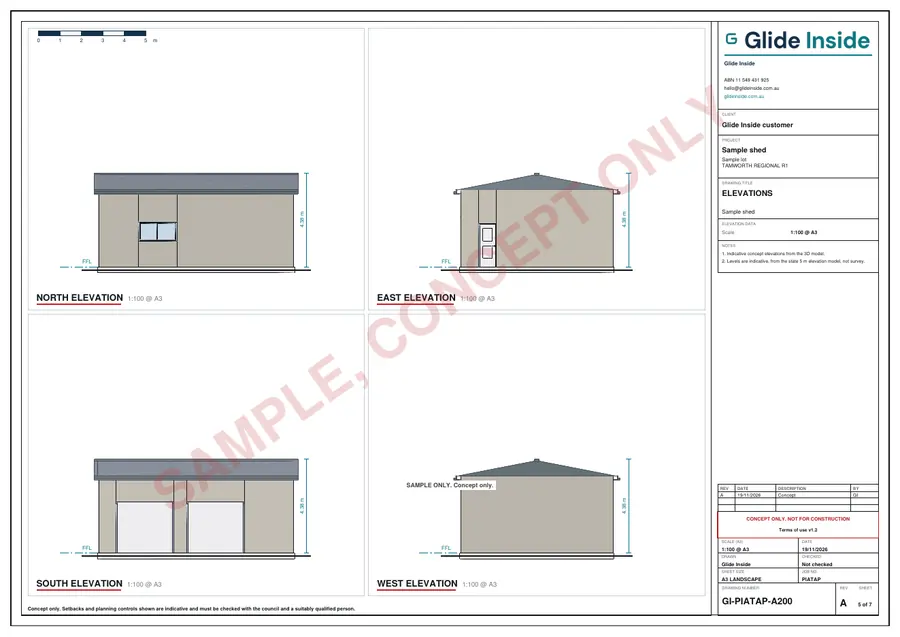 0 1 2 3 4 5 m
4.38 m
FFL
NORTH ELEVATION 1:100 @ A3
4.38 m
FFL
EAST ELEVATION 1:100 @ A3
4.38 m
FFL
SOUTH ELEVATION 1:100 @ A3
SAMPLE ONLY. Concept only.
4.38 m
FFL
WEST ELEVATION 1:100 @ A3
SAMPLE, CONCEPT ONLY
Concept only. Setbacks and planning controls shown are indicative and must be checked with the council and a suitably qualified person.
G Glide Inside
Glide Inside
ABN 11 548 431 925
hello@glideinside.com.au
glideinside.com.au
CLIENT
Glide Inside customer
PROJECT
Sample shed
Sample lot
TAMWORTH REGIONAL R1
DRAWING TITLE
ELEVATIONS
Sample shed
ELEVATION DATA
Scale 1:100 @ A3
NOTES
1. Indicative concept elevations from the 3D model.
2. Levels are indicative, from the state 5 m elevation model, not survey.
REV DATE DESCRIPTION BY
A 19/11/2026 Concept GI
CONCEPT ONLY, NOT FOR CONSTRUCTION
Terms of use v1.2
SCALE (A3) DATE
1:100 @ A3 19/11/2026
DRAWN CHECKED
Glide Inside Not checked
SHEET SIZE JOB No.
A3 LANDSCAPE PIATAP
DRAWING NUMBER REV SHEET
GI-PIATAP-A200 A 5 of 7